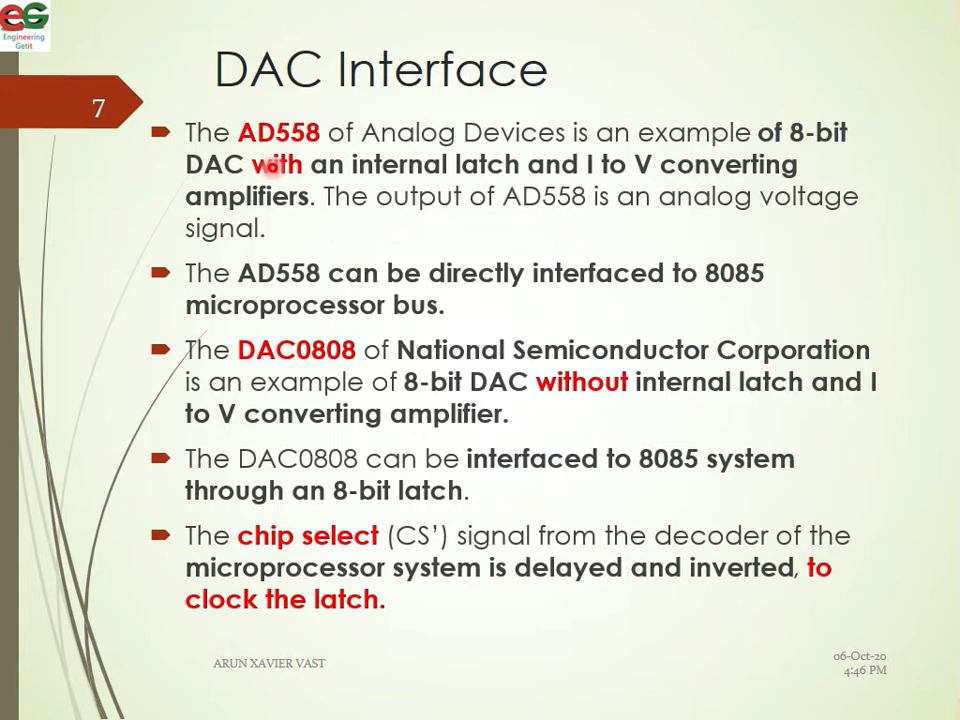 EG
Engineering
Getit
DAC Interface
7
The AD558 of Analog Devices is an example of 8-bit
DAC with an internal latch and I to V converting
amplifiers. The output of AD558 is an analog voltage
signal.
The AD558 can be directly interfaced to 8085
microprocessor bus.
The DAC0808 of National Semiconductor Corporation
is an example of 8-bit DAC without internal latch and I
to V converting amplifier.
The DAC0808 can be interfaced to 8085 system
through an 8-bit latch.
The chip select (CS’) signal from the decoder of the
microprocessor system is delayed and inverted, to
clock the latch.
ARUN XAVIER VAST
06-Oct-20
4:46 PM